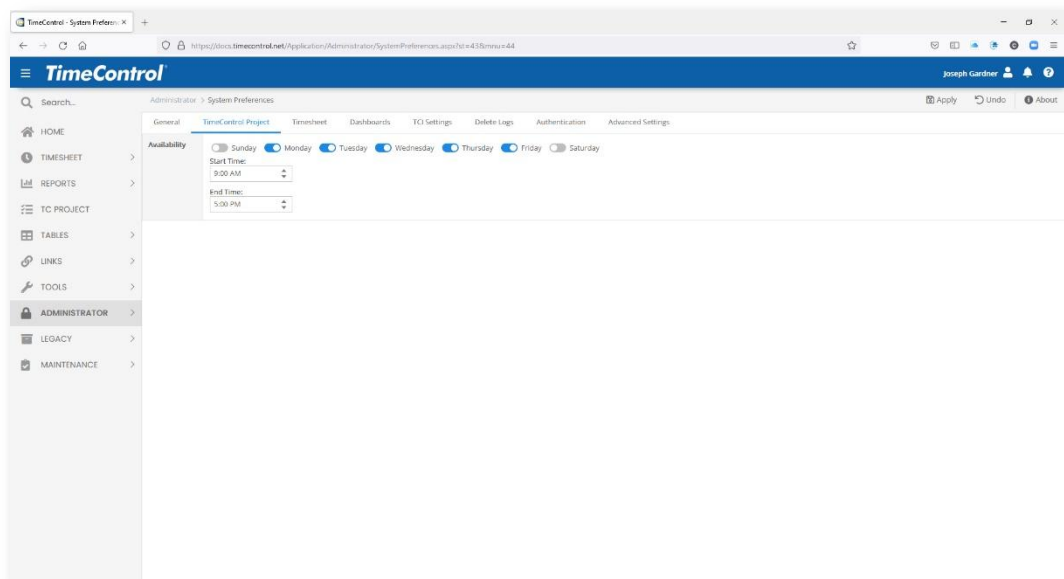 TimeControl - System Preferenc
https://docs.timecontrol.net/Application/Administrator/SystemPreferences.aspx?id=43&mnu=44
TimeControl
Joseph Gardner
Search...
Administrator > System Preferences
Apply Undo About
General TimeControl Project Timesheet Dashboards TCI Settings Delete Logs Authentication Advanced Settings
HOME
TIMESHEET
REPORTS
TC PROJECT
TABLES
LINKS
TOOLS
ADMINISTRATOR
LEGACY
MAINTENANCE
Availability
Sunday Monday Tuesday Wednesday Thursday Friday Saturday
Start Time:
9:00 AM
End Time:
5:00 PM